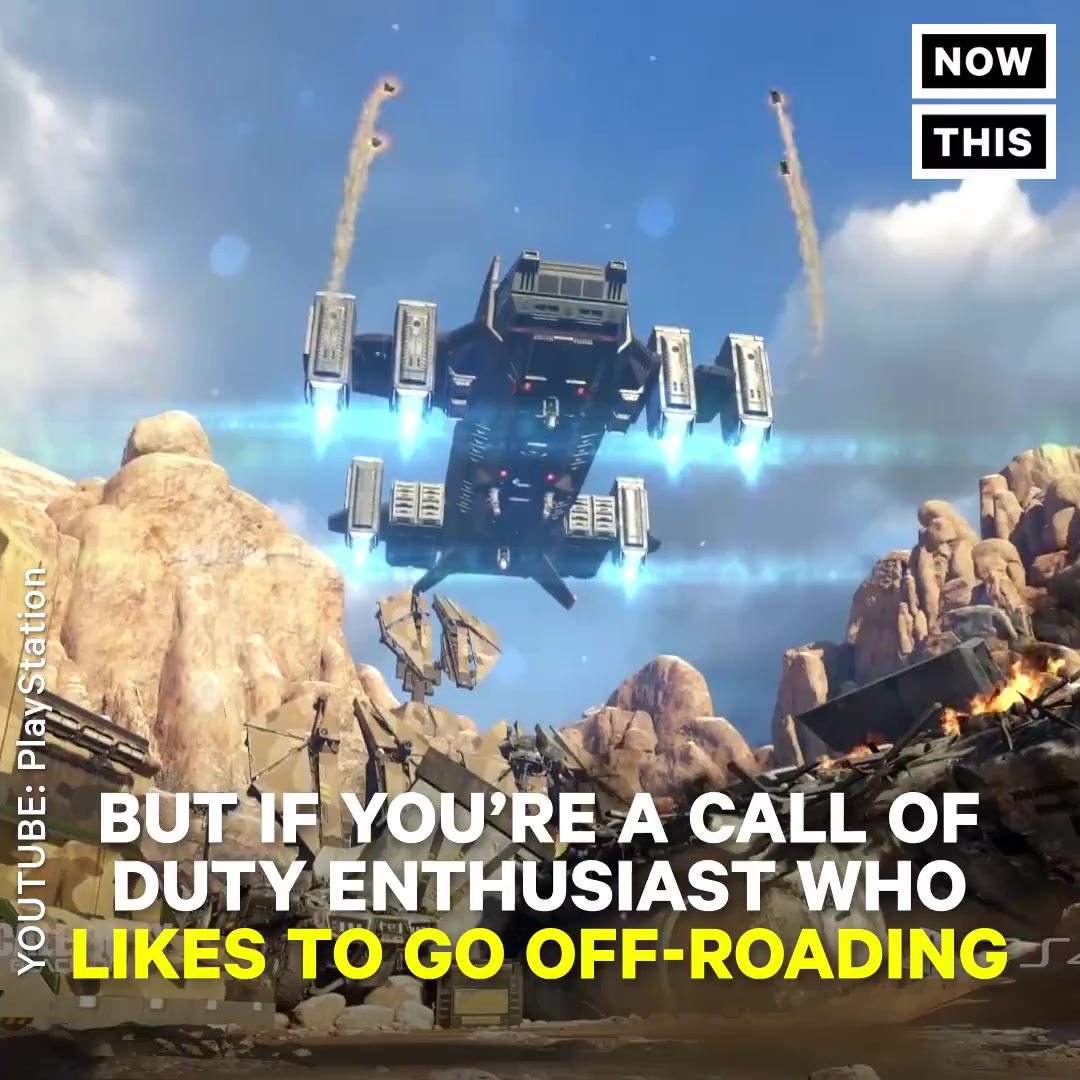 NOW
THIS
YOUTUBE: PlayStation
BUT IF YOU’RE A CALL OF
DUTY ENTHUSIAST WHO
LIKES TO GO OFF-ROADING